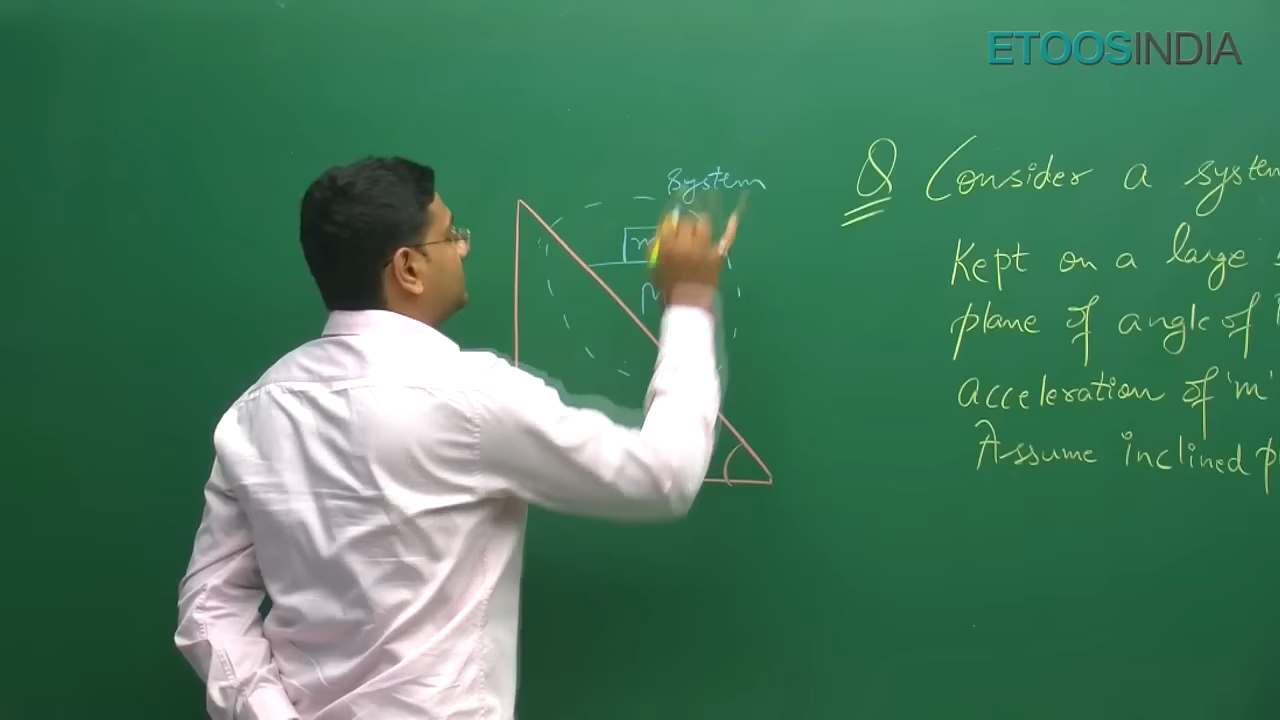 ETOOSINDIA
system
m
Q Consider a system
Kept on a large
plane of angle of
acceleration of 'm'
Assume inclined